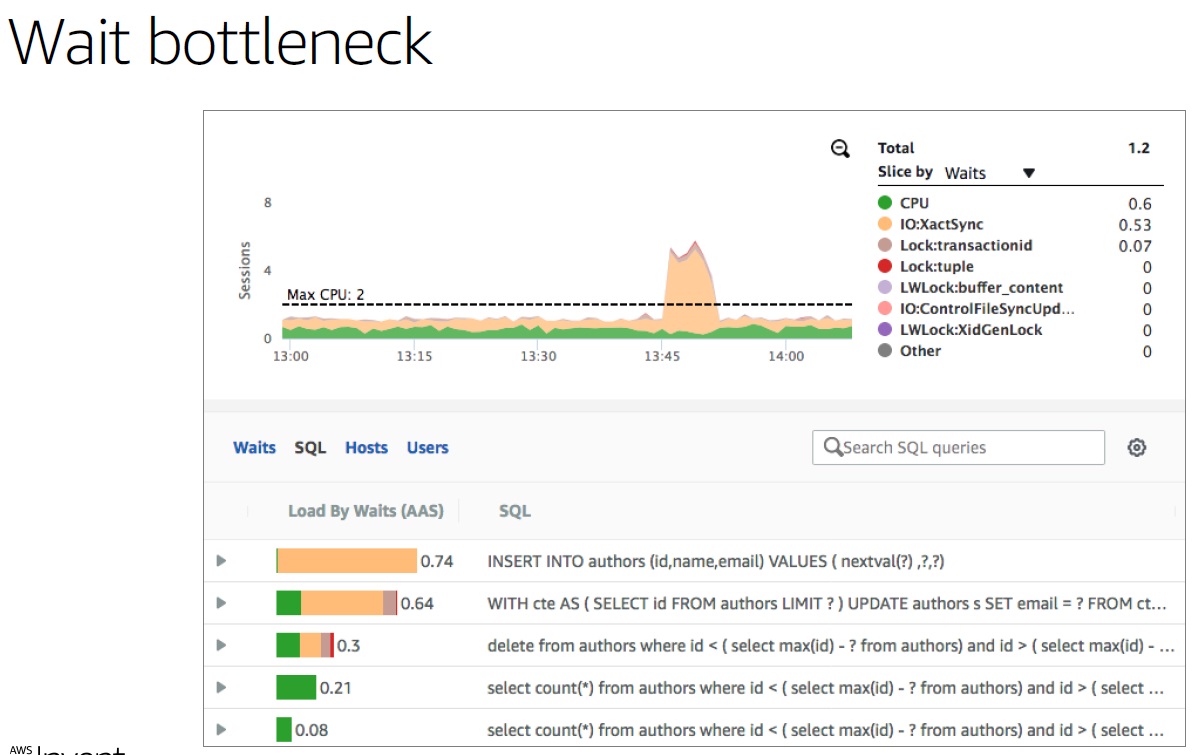 Wait bottleneck
Total 1.2
Slice by Waits
CPU 0.6
IO:XactSync 0.53
Lock:transactionid 0.07
Lock:tuple 0
LWLock:buffer_content 0
IO:ControlFileSyncUpd... 0
LWLock:XidGenLock 0
Other 0
Sessions
8
4
0
Max CPU: 2
13:00 13:15 13:30 13:45 14:00
Waits SQL Hosts Users
Search SQL queries
Load By Waits (AAS) SQL
0.74 INSERT INTO authors (id,name,email) VALUES ( nextval(?) ,?,?)
0.64 WITH cte AS ( SELECT id FROM authors LIMIT ? ) UPDATE authors s SET email = ? FROM ct...
0.3 delete from authors where id < ( select max(id) - ? from authors) and id > ( select max(id) - ...
0.21 select count(*) from authors where id < ( select max(id) - ? from authors) and id > ( select ...
0.08 select count(*) from authors where id < ( select max(id) - ? from authors) and id > ( select ...
AWS